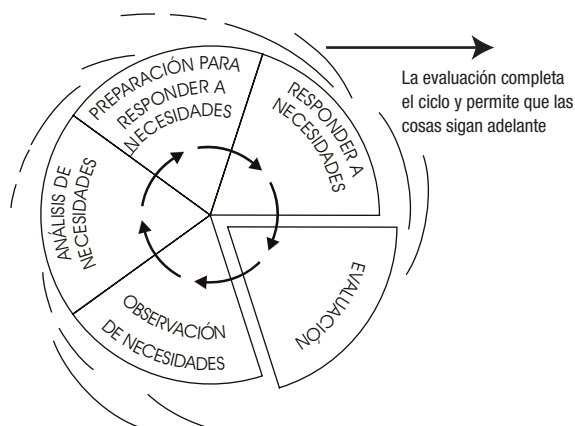 PREPARACIÓN PARA
RESPONDER A
NECESIDADES
RESPONDER A
NECESIDADES
La evaluación completa
el ciclo y permite que las
cosas sigan adelante
ANÁLISIS DE
NECESIDADES
EVALUACIÓN
OBSERVACIÓN
DE NECESIDADES